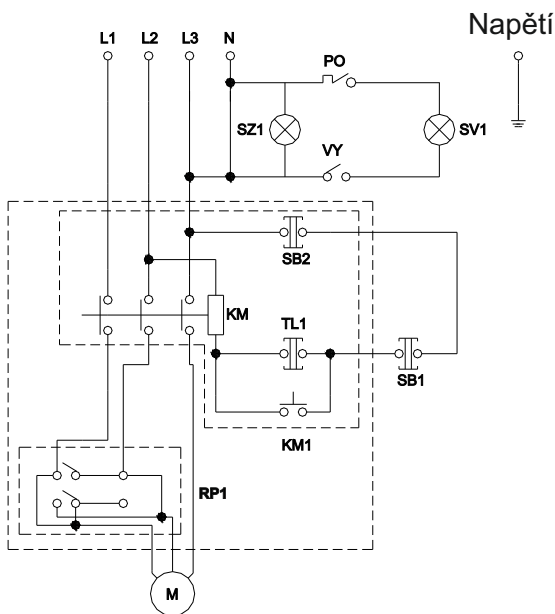 Napětí
L1 L2 L3 N
PO
SZ1 SV1
VY
SB2
KM
TL1
SB1
KM1
RP1
M